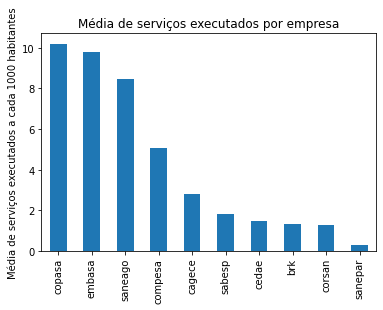 Média de serviços executados por empresa
Média de serviços executados a cada 1000 habitantes
10
8
6
4
2
0
copasa
embasa
saneago
compesa
cagece
sabesp
cedae
brk
corsan
sanepar